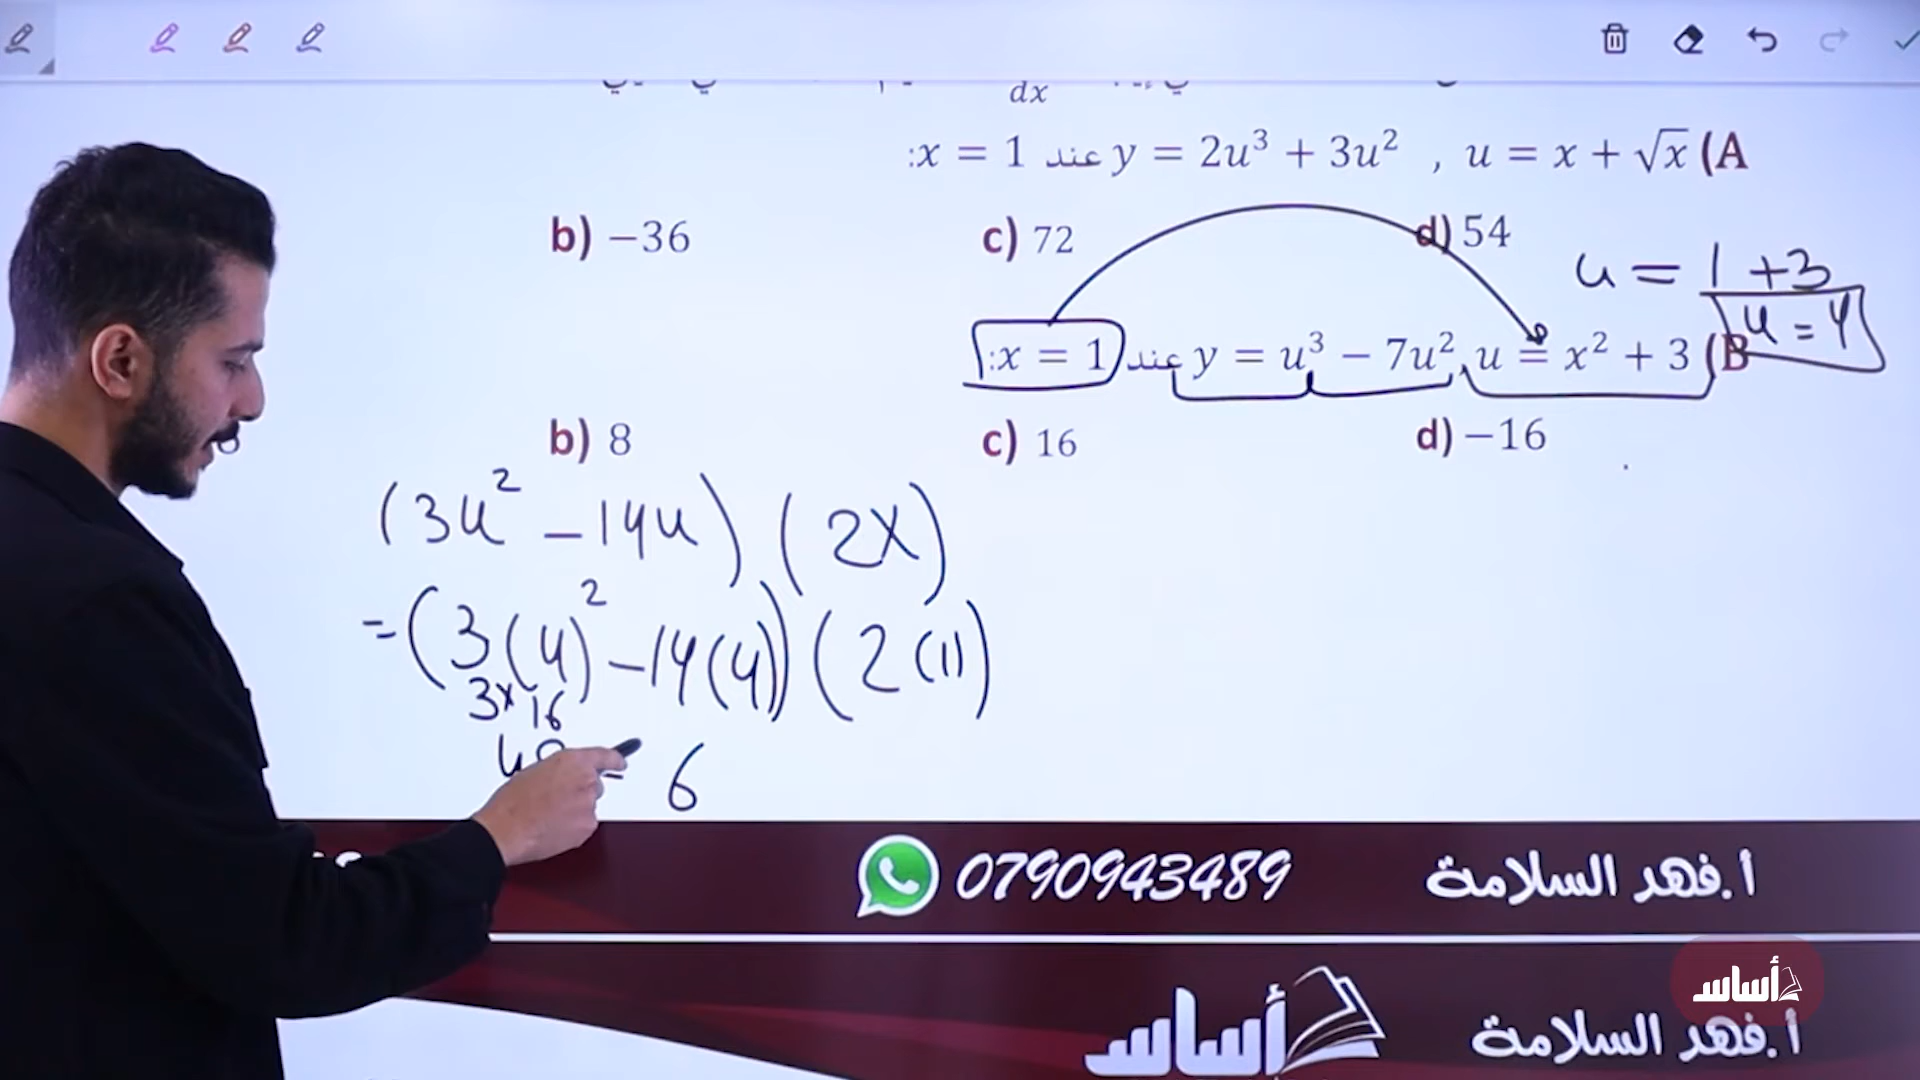 dx
A) y = 2u³ + 3u² , u = x + √x عند x = 1:
b) −36 c) 72 d) 54
u = 1 + 3
u = 4
B) y = u³ − 7u², u = x² + 3 عند x = 1:
b) 8 c) 16 d) −16
(3u² − 14u) (2x)
= (3(4)² − 14(4)) (2(1))
3×16
6
0790943489 أ.فهد السلامة
أساس
أساس أ.فهد السلامة